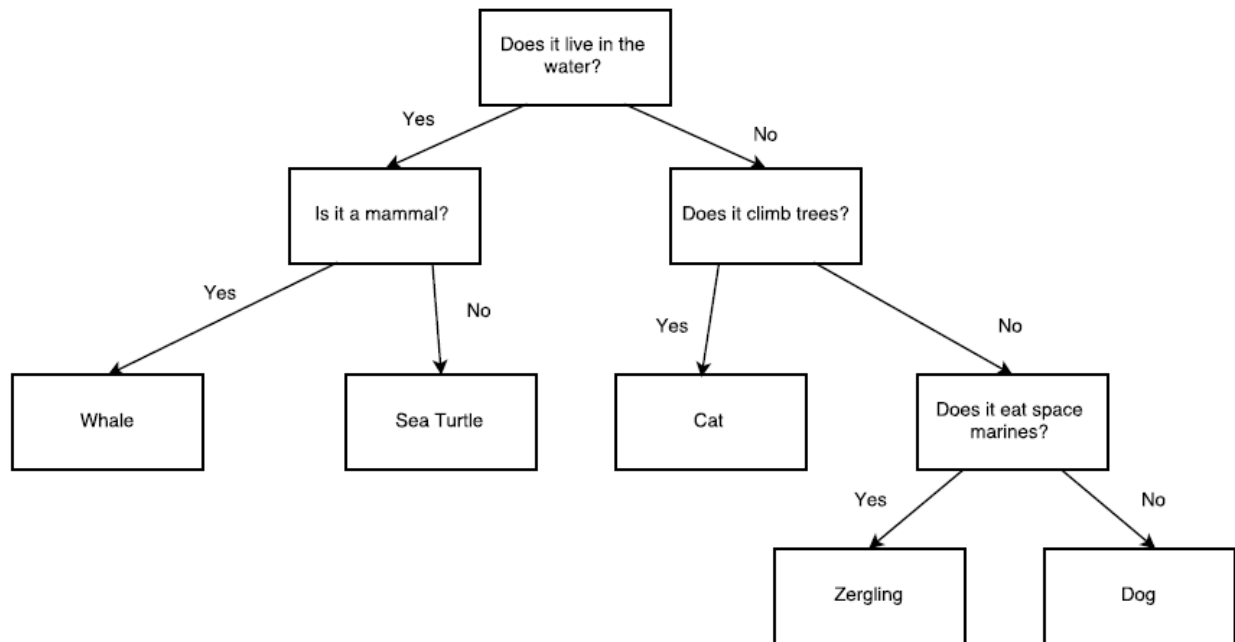 Does it live in the
water?
Yes
No
Is it a mammal?
Does it climb trees?
Yes
No
Yes
No
Whale
Sea Turtle
Cat
Does it eat space
marines?
Yes
No
Zergling
Dog